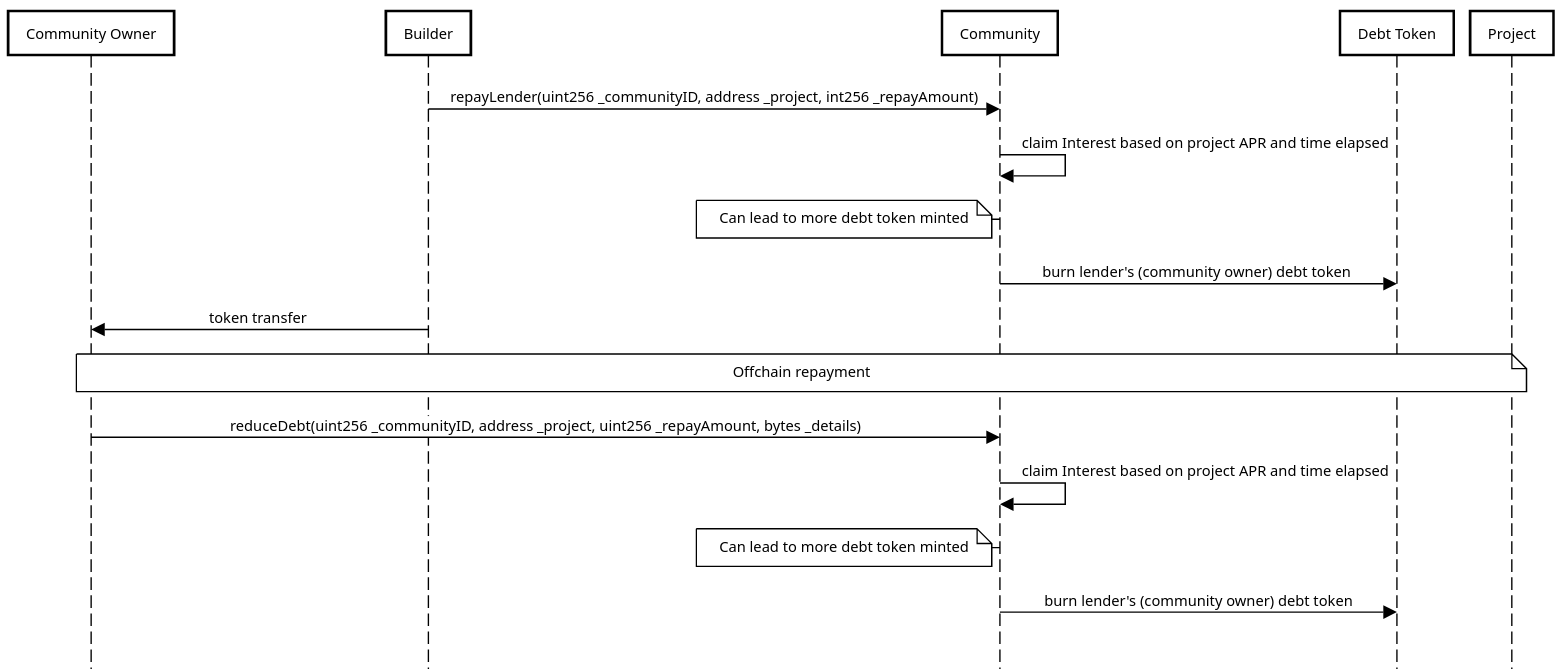 Community Owner
Builder
Community
Debt Token
Project
repayLender(uint256 _communityID, address _project, int256 _repayAmount)
claim Interest based on project APR and time elapsed
Can lead to more debt token minted
burn lender's (community owner) debt token
token transfer
Offchain repayment
reduceDebt(uint256 _communityID, address _project, uint256 _repayAmount, bytes _details)
claim Interest based on project APR and time elapsed
Can lead to more debt token minted
burn lender's (community owner) debt token